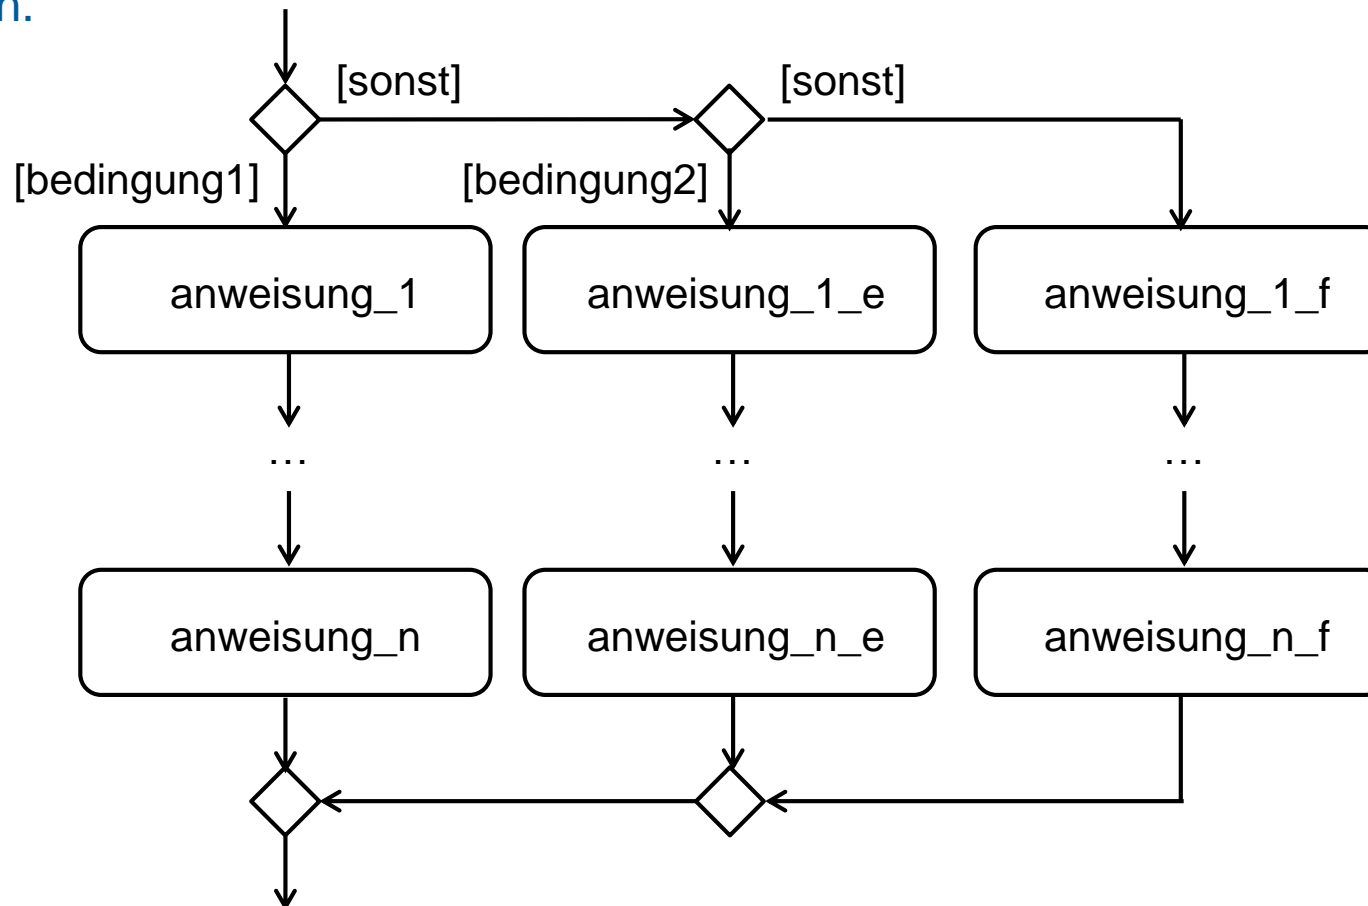 n.
[sonst] [sonst]
[bedingung1] [bedingung2]
anweisung_1 anweisung_1_e anweisung_1_f
... ... ...
anweisung_n anweisung_n_e anweisung_n_f